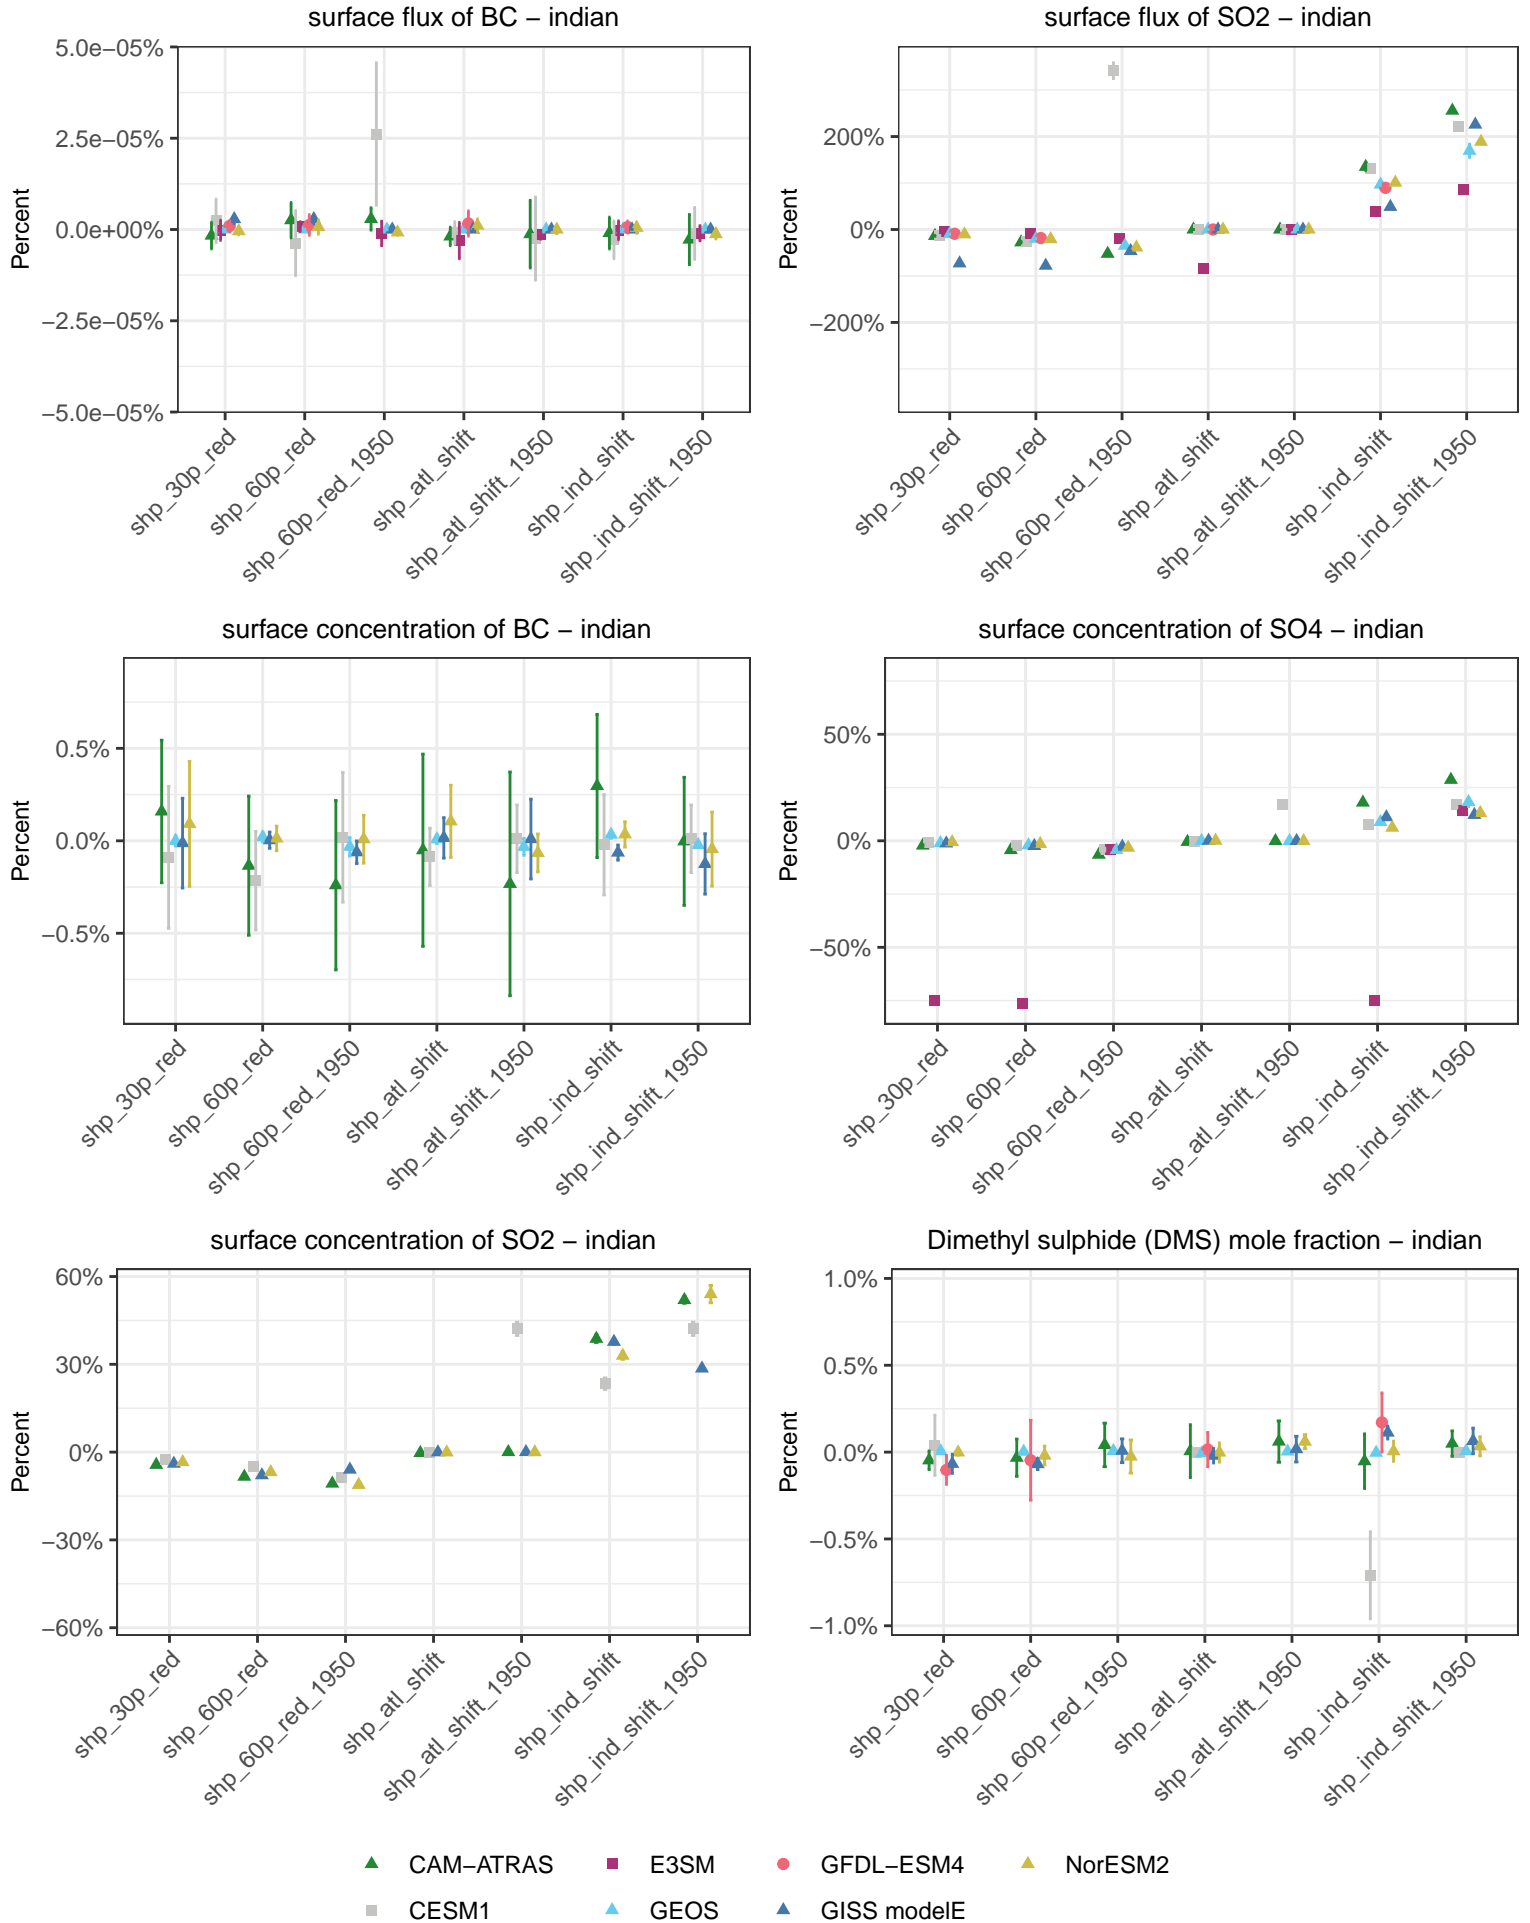 surface flux of BC − indian
Percent
5.0e−05%
2.5e−05%
0.0e+00%
−2.5e−05%
−5.0e−05%
shp_30p_red
shp_60p_red
shp_60p_red_1950
shp_atl_shift
shp_atl_shift_1950
shp_ind_shift
shp_ind_shift_1950
surface flux of SO2 − indian
Percent
200%
0%
−200%
shp_30p_red
shp_60p_red
shp_60p_red_1950
shp_atl_shift
shp_atl_shift_1950
shp_ind_shift
shp_ind_shift_1950
surface concentration of BC − indian
Percent
0.5%
0.0%
−0.5%
shp_30p_red
shp_60p_red
shp_60p_red_1950
shp_atl_shift
shp_atl_shift_1950
shp_ind_shift
shp_ind_shift_1950
surface concentration of SO4 − indian
Percent
50%
0%
−50%
shp_30p_red
shp_60p_red
shp_60p_red_1950
shp_atl_shift
shp_atl_shift_1950
shp_ind_shift
shp_ind_shift_1950
surface concentration of SO2 − indian
Percent
60%
30%
0%
−30%
−60%
shp_30p_red
shp_60p_red
shp_60p_red_1950
shp_atl_shift
shp_atl_shift_1950
shp_ind_shift
shp_ind_shift_1950
Dimethyl sulphide (DMS) mole fraction − indian
Percent
1.0%
0.5%
0.0%
−0.5%
−1.0%
shp_30p_red
shp_60p_red
shp_60p_red_1950
shp_atl_shift
shp_atl_shift_1950
shp_ind_shift
shp_ind_shift_1950
CAM−ATRAS E3SM GFDL−ESM4 NorESM2
CESM1 GEOS GISS modelE